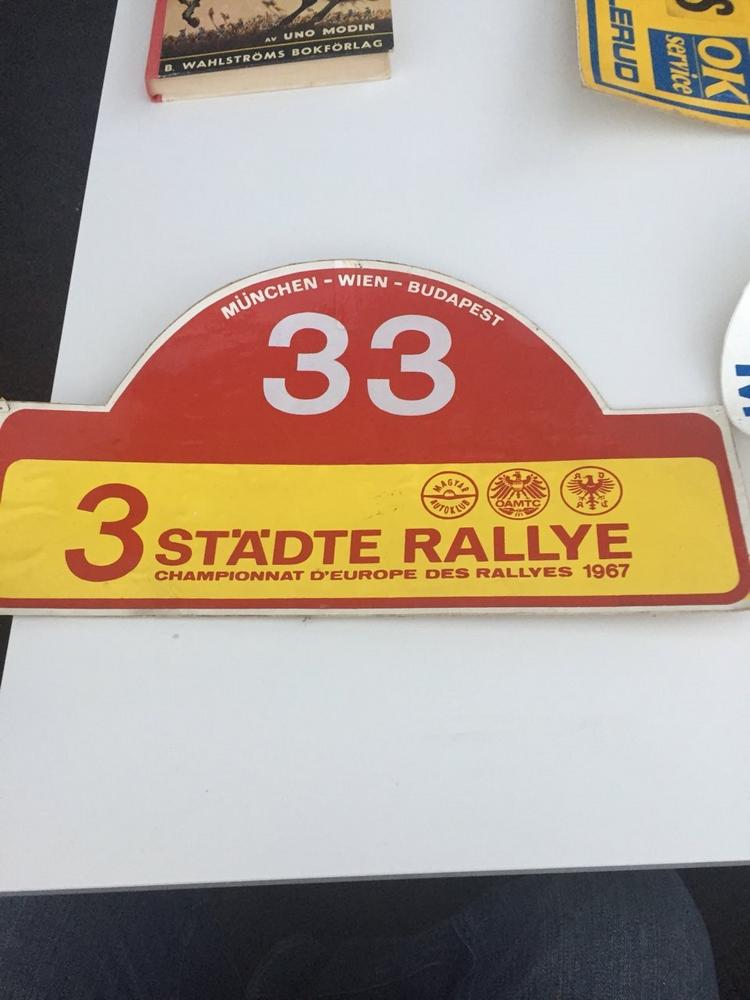 AV UNO MODIN
B. WAHLSTRÖMS BOKFÖRLAG
OK
service
MÜNCHEN - WIEN - BUDAPEST
33
MAGYAR
AUTOKLUB
ÖAMTC
ADAC
3 STÄDTE RALLYE
CHAMPIONNAT D'EUROPE DES RALLYES 1967